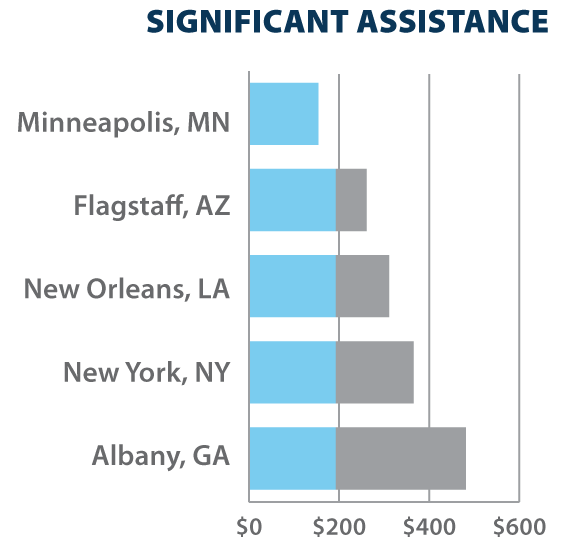 SIGNIFICANT ASSISTANCE
Minneapolis, MN
Flagstaff, AZ
New Orleans, LA
New York, NY
Albany, GA
$0 $200 $400 $600